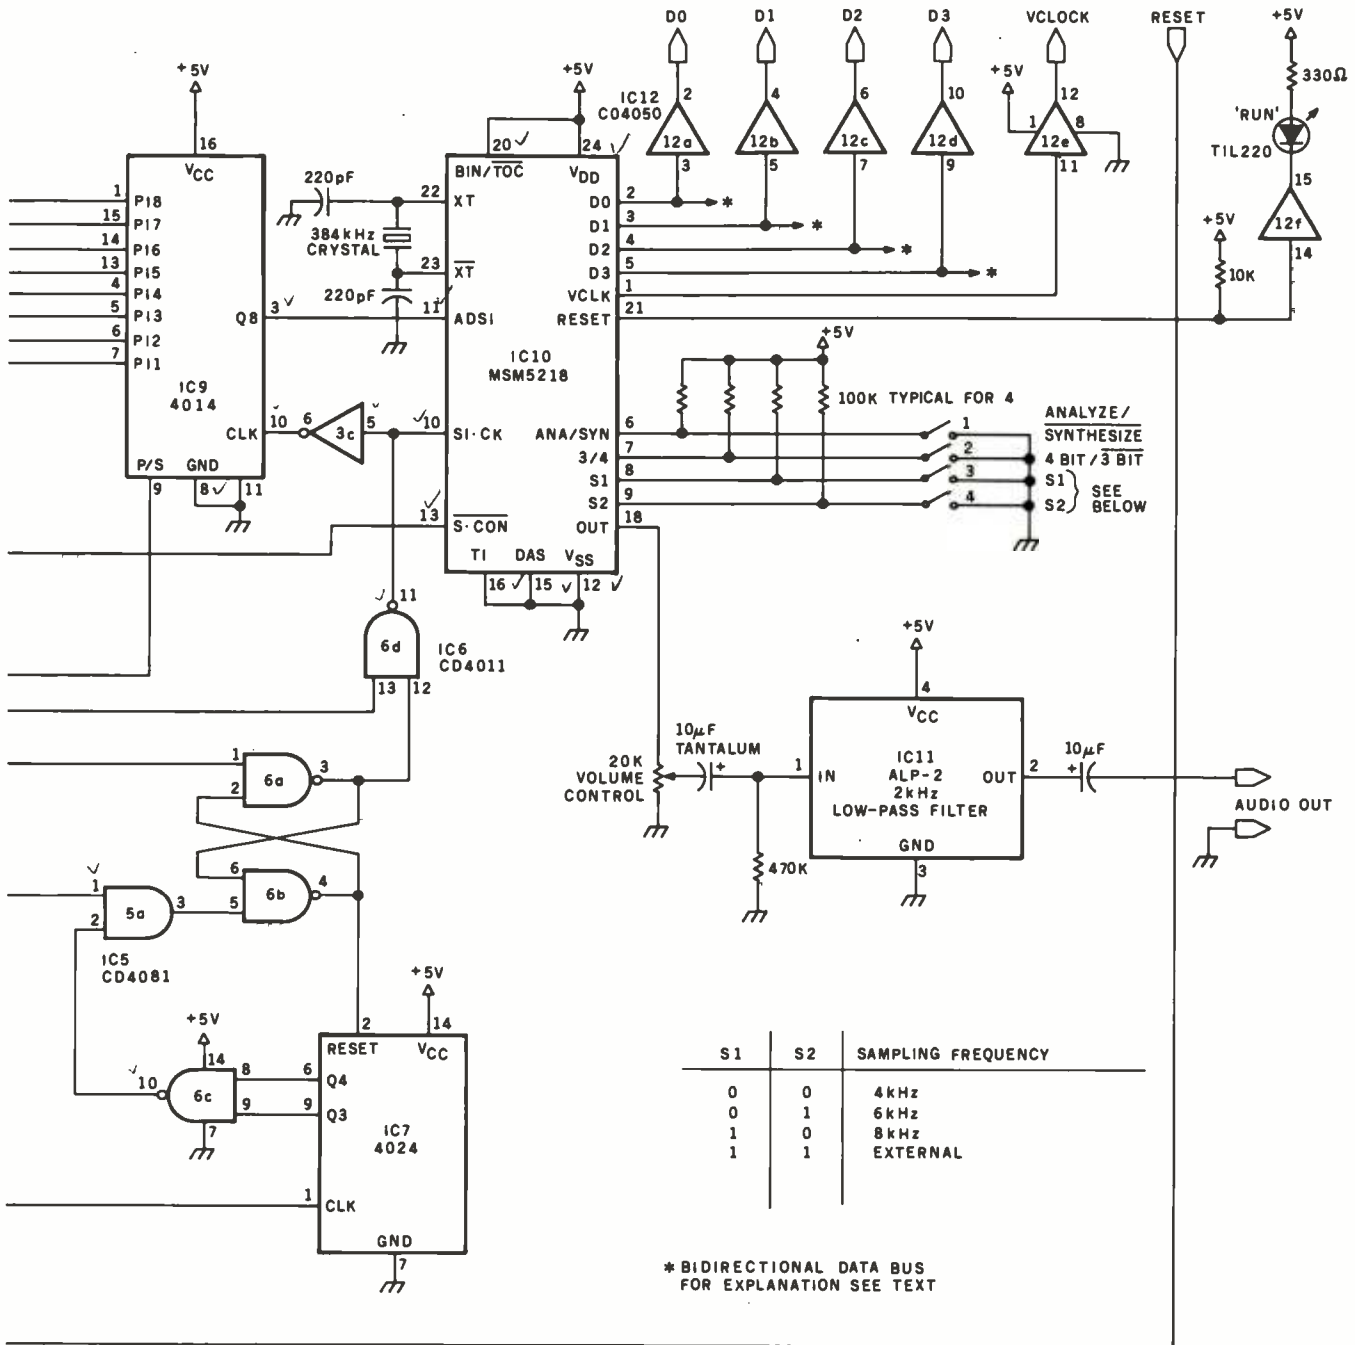 D0 D1 D2 D3 VCLOCK RESET +5V
+5V +5V +5V 330Ω
IC12
CO4050
2 4 6 10 12
'RUN'
TIL220
12a 12b 12c 12d 1 12e 8
3 5 7 9 11
15
12f
14
+5V
10K
16
VCC
1 PI8
15 PI7
14 PI6
13 PI5
4 PI4
5 PI3
6 PI2
7 PI1
Q8 3
IC9
4014
CLK 10
P/S GND
9 8 11
6 3c 5
220pF
384kHz
CRYSTAL
220pF
20 24
BIN/TOC VDD
22 XT
23 XT
11 ADSI
IC10
MSM5218
10 SI·CK
13 S·CON
TI DAS VSS
16 15 12
D0 2 *
D1 3 *
D2 4 *
D3 5 *
VCLK 1
RESET 21
ANA/SYN 6
3/4 7
S1 8
S2 9
OUT 18
+5V
100K TYPICAL FOR 4
1 ANALYZE/
SYNTHESIZE
2 4 BIT/3 BIT
3 S1
4 S2
SEE
BELOW
11
6d
IC6
CD4011
13 12
1
2 6a 3
6
5 6b 4
1
2 5a 3
IC5
CD4081
+5V
14
10 6c 8
9
7
+5V
2 14
RESET VCC
6 Q4
9 Q3
IC7
4024
1 CLK
GND
7
20K
VOLUME
CONTROL
10µF
TANTALUM
+
470K
+5V
4
VCC
1 IN
IC11
ALP-2
2kHz
LOW-PASS FILTER
OUT 2
GND
3
10µF
+
AUDIO OUT
S1 S2 SAMPLING FREQUENCY
0 0 4kHz
0 1 6kHz
1 0 8kHz
1 1 EXTERNAL
* BIDIRECTIONAL DATA BUS
FOR EXPLANATION SEE TEXT